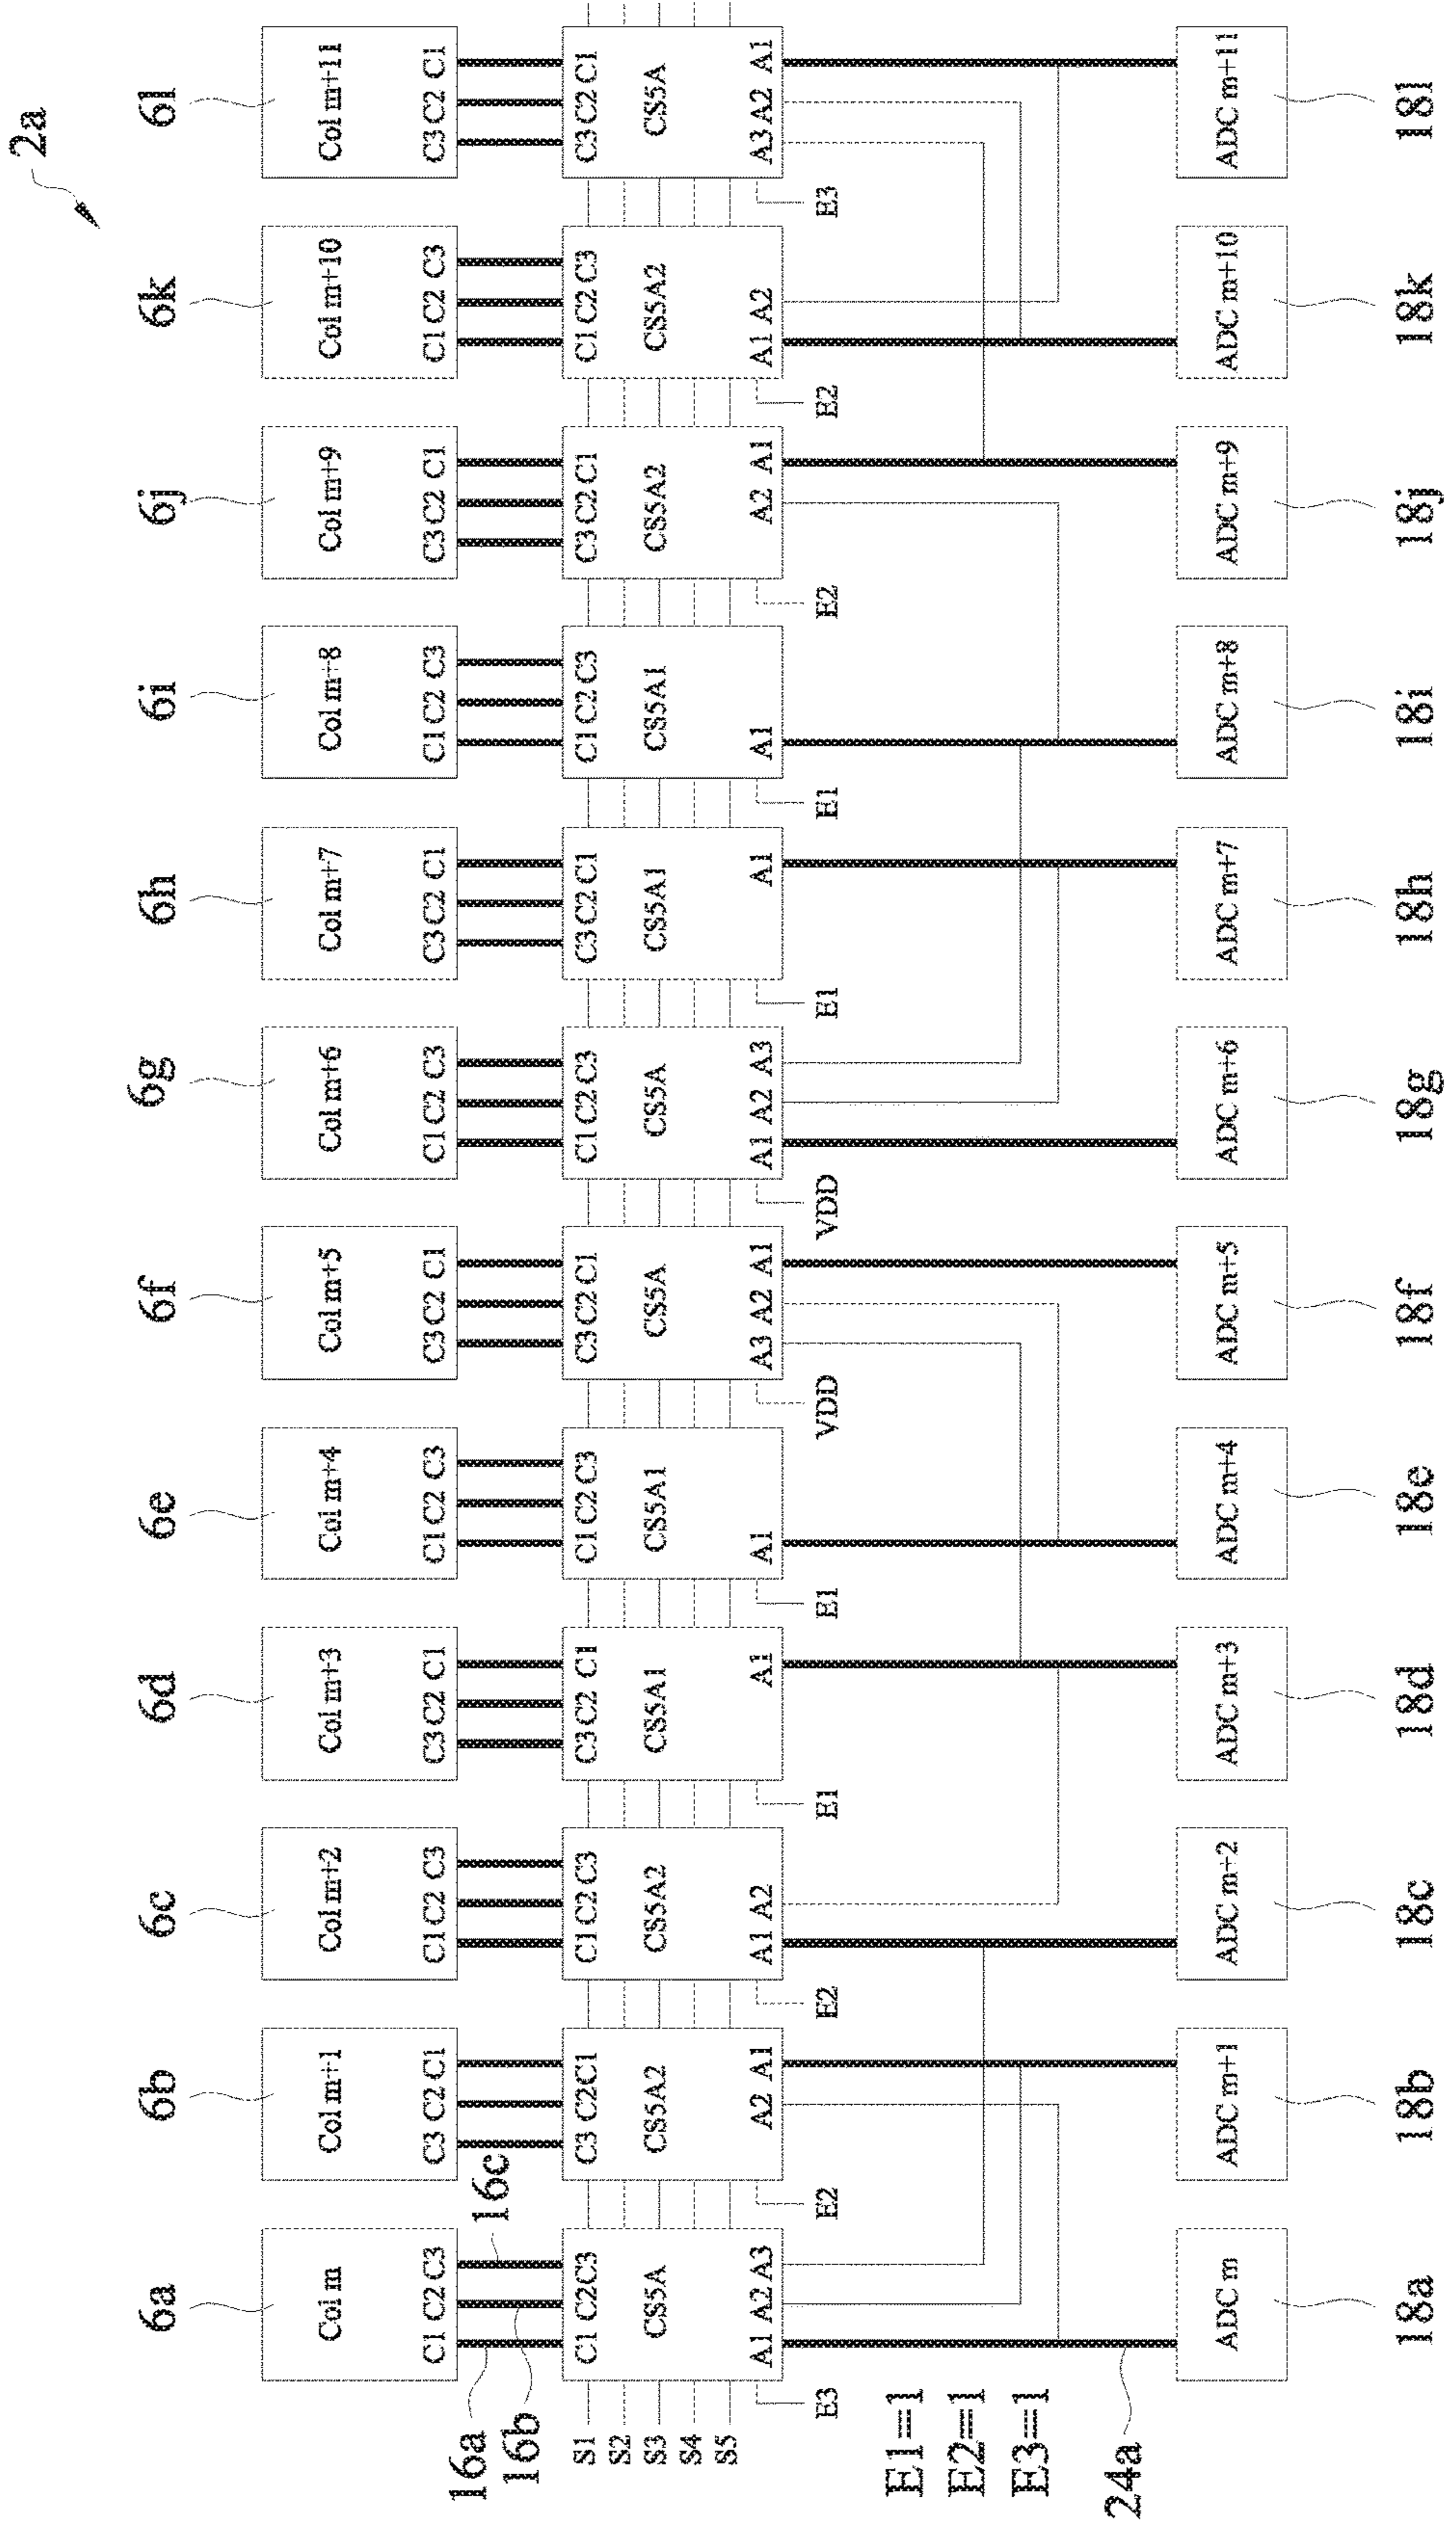 2a
6a 6b 6c 6d 6e 6f 6g 6h 6i 6j 6k 6l
Col m Col m+1 Col m+2 Col m+3 Col m+4 Col m+5 Col m+6 Col m+7 Col m+8 Col m+9 Col m+10 Col m+11
C1 C2 C3 C3 C2 C1 C1 C2 C3 C3 C2 C1 C1 C2 C3 C3 C2 C1 C1 C2 C3 C3 C2 C1 C1 C2 C3 C3 C2 C1 C1 C2 C3 C3 C2 C1
16a 16c
16b
C1 C2 C3 C3 C2 C1 C1 C2 C3 C3 C2 C1 C1 C2 C3 C3 C2 C1 C1 C2 C3 C3 C2 C1 C1 C2 C3 C3 C2 C1 C1 C2 C3 C3 C2 C1
S1
S2
S3 CS5A CS5A2 CS5A2 CS5A1 CS5A1 CS5A CS5A CS5A1 CS5A1 CS5A2 CS5A2 CS5A
S4
S5
A1 A2 A3 A2 A1 A1 A2 A1 A1 A3 A2 A1 A1 A2 A3 A1 A1 A2 A1 A1 A2 A3 A2 A1
E3 E2 E2 E1 E1 VDD VDD E1 E1 E2 E2 E3
E1=1
E2=1
E3=1
24a
ADC m ADC m+1 ADC m+2 ADC m+3 ADC m+4 ADC m+5 ADC m+6 ADC m+7 ADC m+8 ADC m+9 ADC m+10 ADC m+11
18a 18b 18c 18d 18e 18f 18g 18h 18i 18j 18k 18l